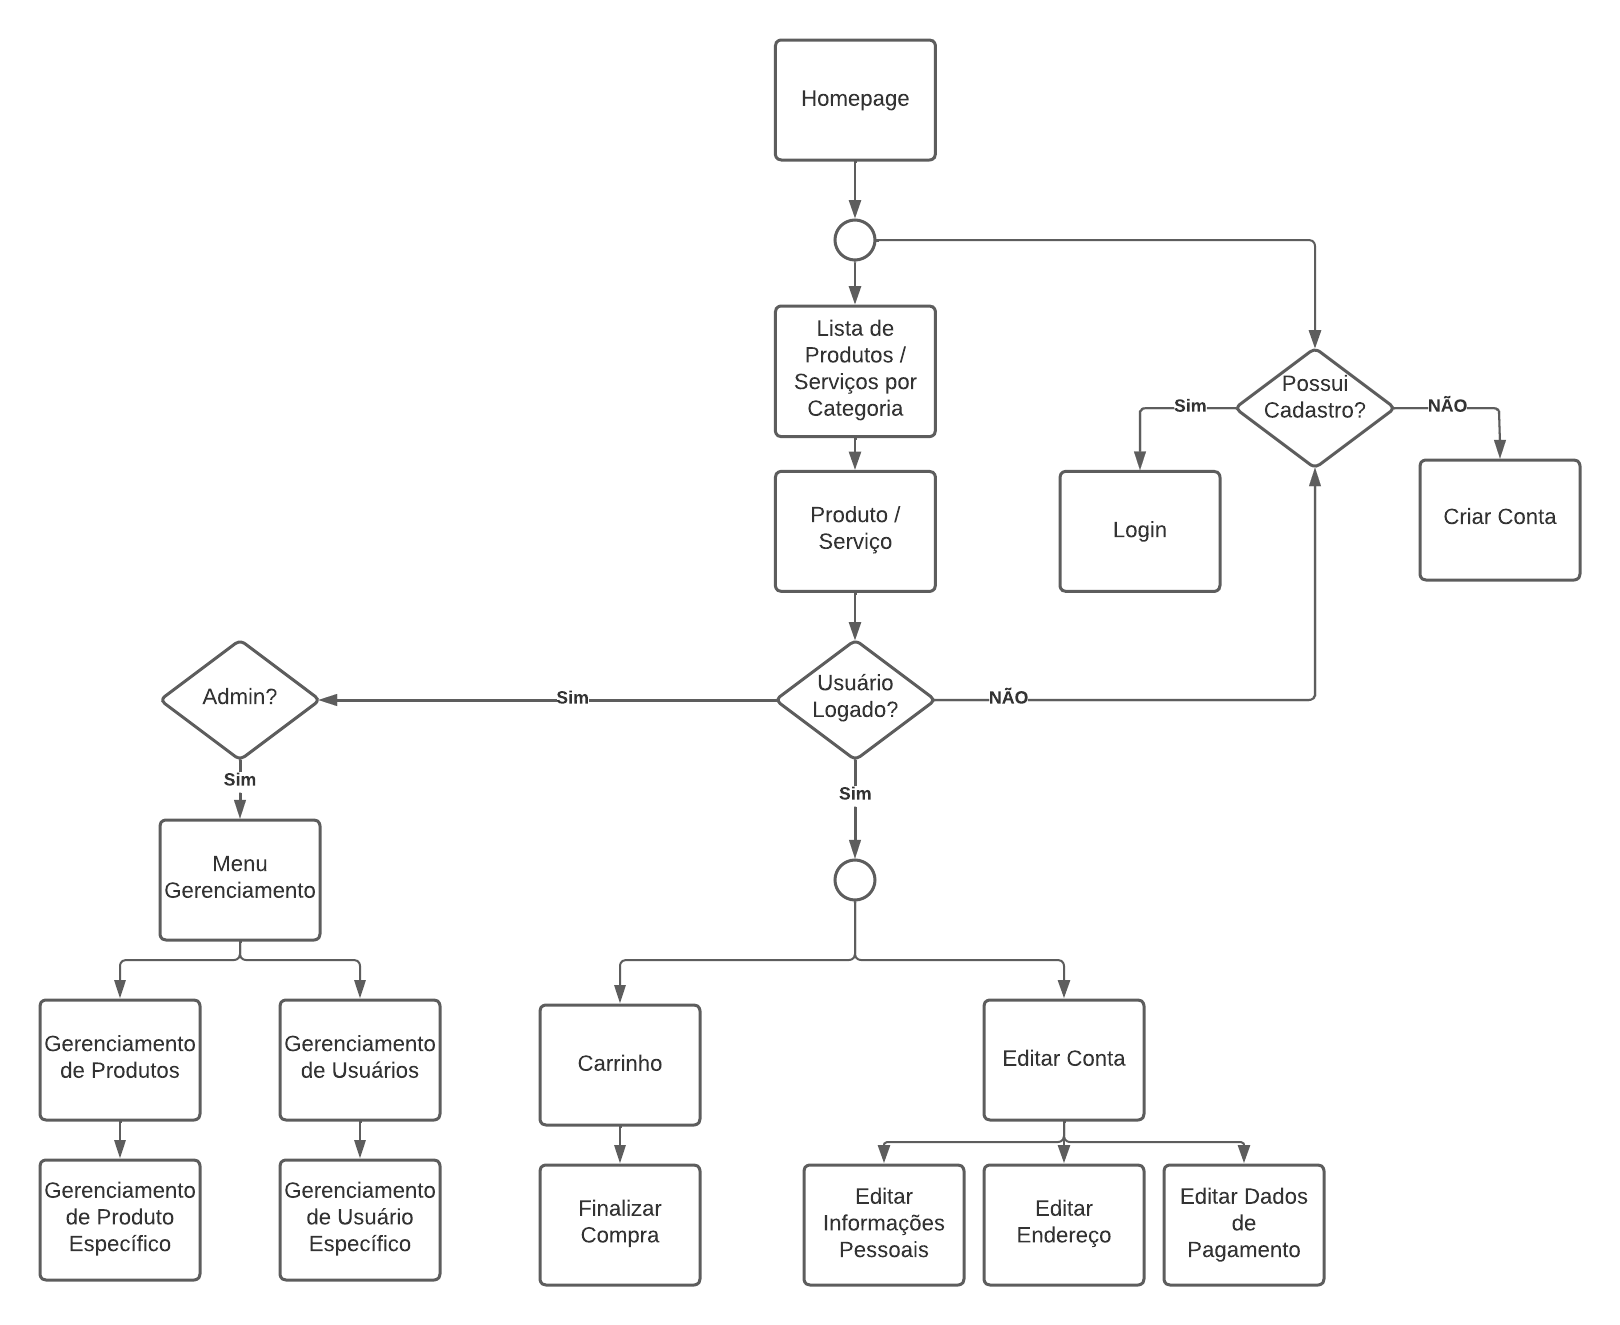 Homepage
Lista de
Produtos /
Serviços por
Categoria
Possui
Cadastro?
Sim
NÃO
Login
Criar Conta
Produto /
Serviço
Usuário
Logado?
Sim
NÃO
Admin?
Sim
Sim
Menu
Gerenciamento
Gerenciamento
de Produtos
Gerenciamento
de Usuários
Carrinho
Editar Conta
Gerenciamento
de Produto
Específico
Gerenciamento
de Usuário
Específico
Finalizar
Compra
Editar
Informações
Pessoais
Editar
Endereço
Editar Dados
de
Pagamento